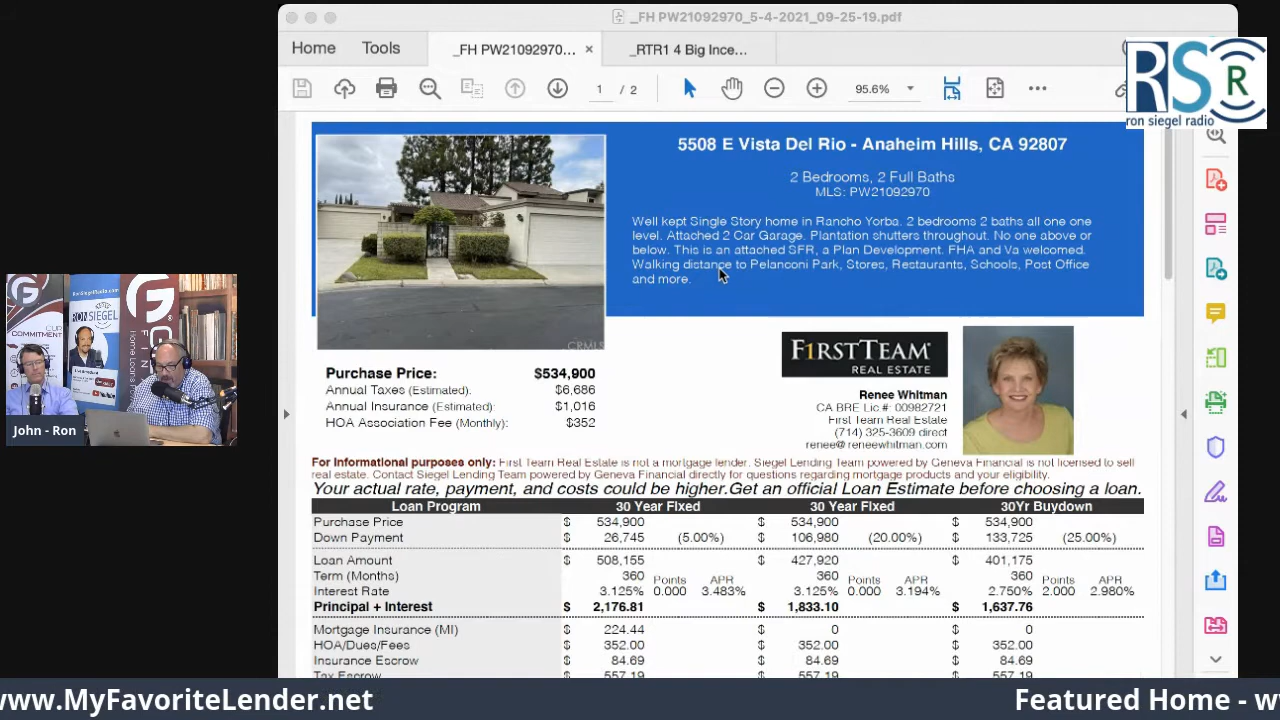 _FH PW21092970_5-4-2021_09-25-19.pdf
Home Tools _FH PW21092970... × _RTR1 4 Big Ince...
1 / 2 95.6%
RS R
ron siegel radio
5508 E Vista Del Rio - Anaheim Hills, CA 92807
2 Bedrooms, 2 Full Baths
MLS: PW21092970
Well kept Single Story home in Rancho Yorba. 2 bedrooms 2 baths all one one
level. Attached 2 Car Garage. Plantation shutters throughout. No one above or
below. This is an attached SFR, a Plan Development. FHA and Va welcomed.
Walking distance to Pelanconi Park, Stores, Restaurants, Schools, Post Office
and more.
CRMLS
Purchase Price: $534,900
Annual Taxes (Estimated): $6,686
Annual Insurance (Estimated): $1,016
HOA Association Fee (Monthly): $352
FIRST TEAM®
REAL ESTATE
Renee Whitman
CA BRE Lic #: 00982721
First Team Real Estate
(714) 325-3609 direct
renee@reneewhitman.com
COMMITMENT
RON SIEGEL
John - Ron
For Informational purposes only: First Team Real Estate is not a mortgage lender. Siegel Lending Team powered by Geneva Financial is not licensed to sell
real estate. Contact Siegel Lending Team powered by Geneva Financial directly for questions regarding mortgage products and your eligibility.
Your actual rate, payment, and costs could be higher.Get an official Loan Estimate before choosing a loan.
Loan Program 30 Year Fixed 30 Year Fixed 30Yr Buydown
Purchase Price $ 534,900 $ 534,900 $ 534,900
Down Payment $ 26,745 (5.00%) $ 106,980 (20.00%) $ 133,725 (25.00%)
Loan Amount $ 508,155 $ 427,920 $ 401,175
Term (Months) 360 Points APR 360 Points APR 360 Points APR
Interest Rate 3.125% 0.000 3.483% 3.125% 0.000 3.194% 2.750% 2.000 2.980%
Principal + Interest $ 2,176.81 $ 1,833.10 $ 1,637.76
Mortgage Insurance (MI) $ 224.44 $ 0 $ 0
HOA/Dues/Fees $ 352.00 $ 352.00 $ 352.00
Insurance Escrow $ 84.69 $ 84.69 $ 84.69
Tax Escrow $ 557.19 $ 557.19 $ 557.19
www.MyFavoriteLender.net Featured Home - w